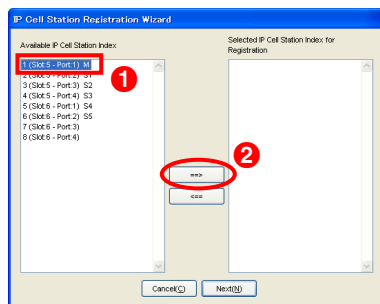 IP Cell Station Registration Wizard
Available IP Cell Station Index
Selected IP Cell Station Index for
Registration
1 (Slot:5 - Port:1) M
2 (Slot:5 - Port:2) S1
3 (Slot:5 - Port:3) S2
4 (Slot:5 - Port:4) S3
5 (Slot:6 - Port:1) S4
6 (Slot:6 - Port:2) S5
7 (Slot:6 - Port:3)
8 (Slot:6 - Port:4)
1
2
==>
<==
Cancel(C)
Next(N)